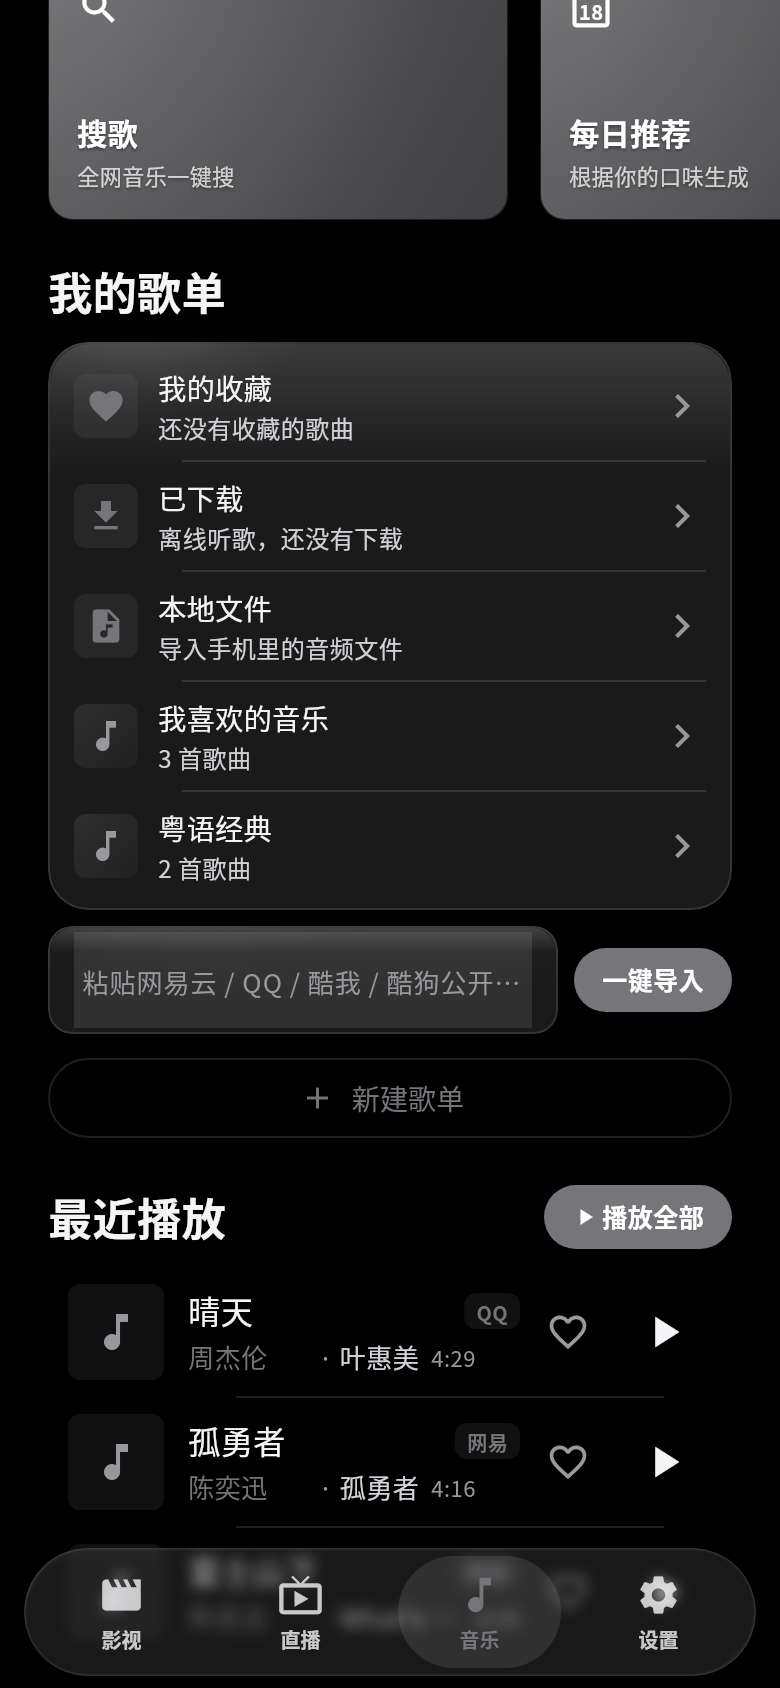 18
搜歌
全网音乐一键搜
每日推荐
根据你的口味生成
我的歌单
我的收藏
还没有收藏的歌曲
已下载
离线听歌，还没有下载
本地文件
导入手机里的音频文件
我喜欢的音乐
3 首歌曲
粤语经典
2 首歌曲
粘贴网易云 / QQ / 酷我 / 酷狗公开…
一键导入
新建歌单
最近播放
播放全部
晴天
QQ
周杰伦 · 叶惠美 4:29
孤勇者
网易
陈奕迅 · 孤勇者 4:16
影视
直播
音乐
设置